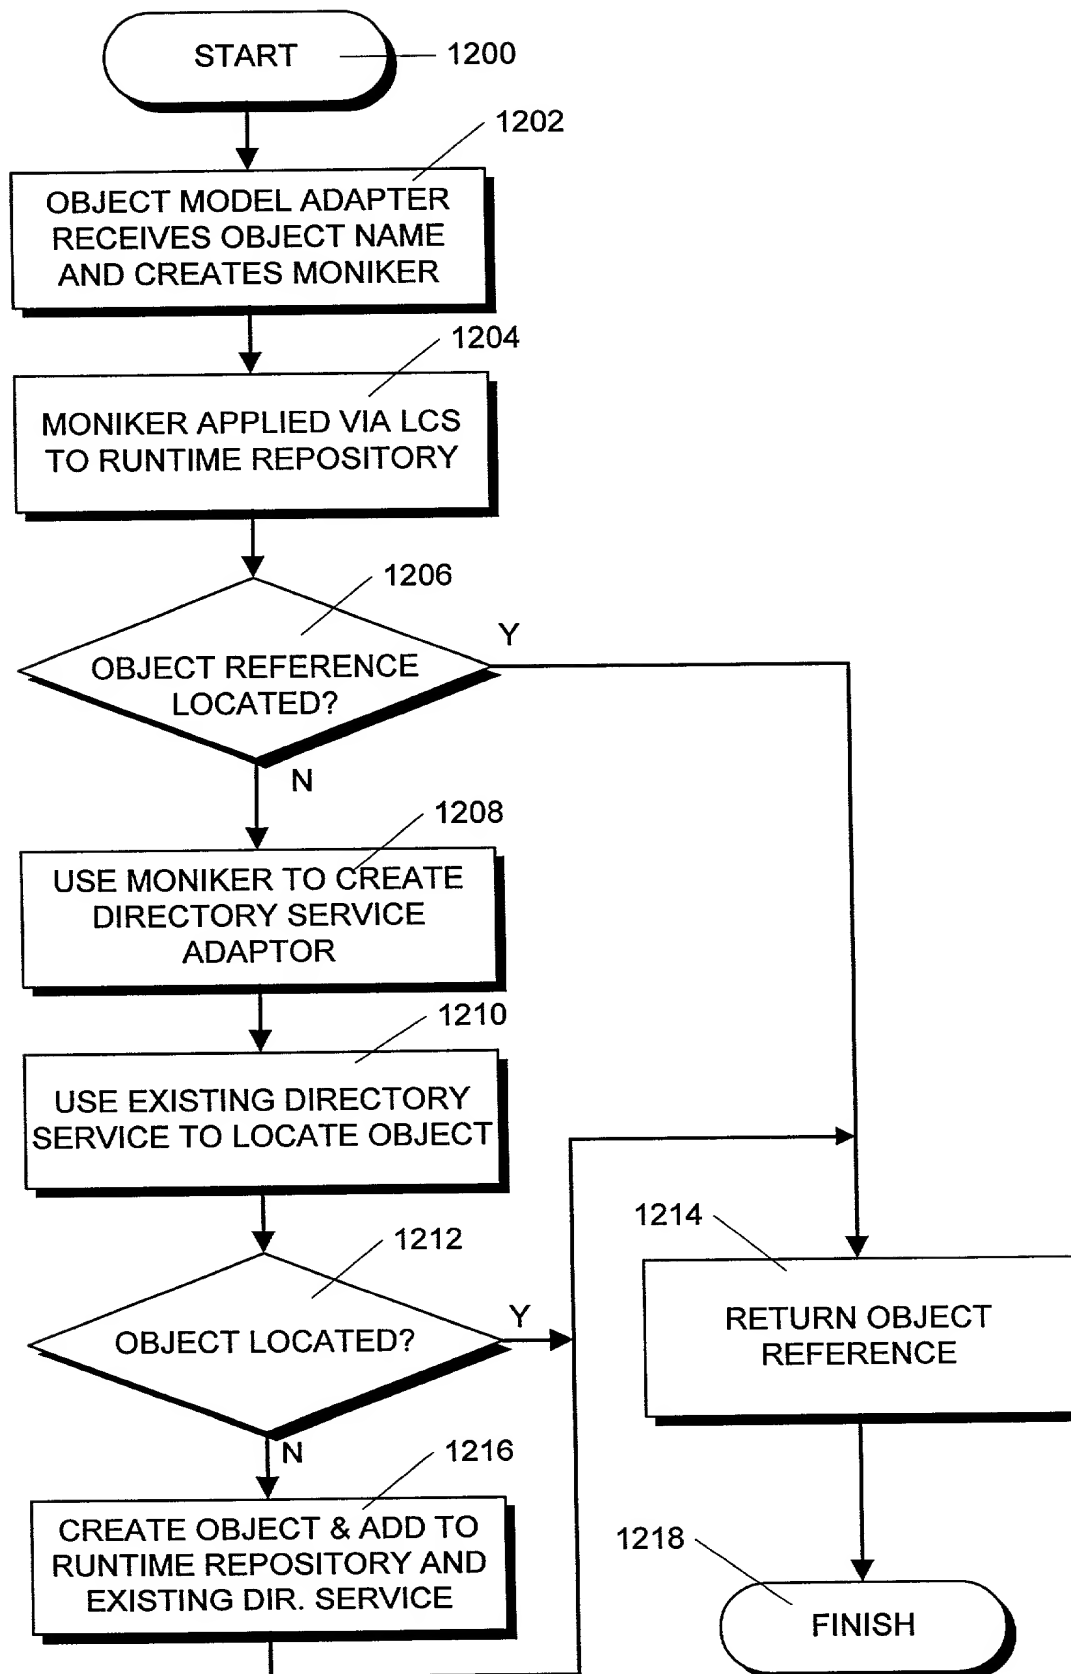 START
1200
1202
OBJECT MODEL ADAPTER
RECEIVES OBJECT NAME
AND CREATES MONIKER
1204
MONIKER APPLIED VIA LCS
TO RUNTIME REPOSITORY
1206
Y
OBJECT REFERENCE
LOCATED?
N
1208
USE MONIKER TO CREATE
DIRECTORY SERVICE
ADAPTOR
1210
USE EXISTING DIRECTORY
SERVICE TO LOCATE OBJECT
1212
Y
OBJECT LOCATED?
N
1214
RETURN OBJECT
REFERENCE
1216
CREATE OBJECT & ADD TO
RUNTIME REPOSITORY AND
EXISTING DIR. SERVICE
1218
FINISH